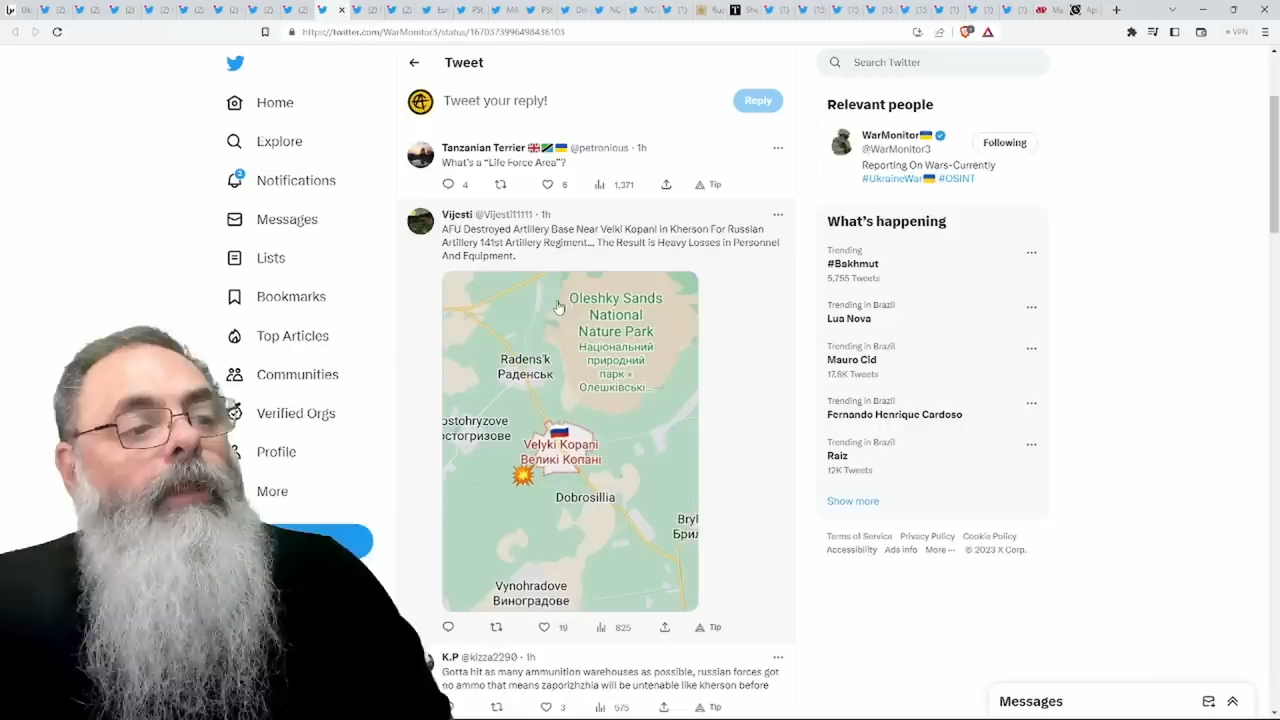 https://twitter.com/WarMonitor3/status/1670373996498436103
VPN
Home
Explore
2
Notifications
Messages
Lists
Bookmarks
Top Articles
Communities
Verified Orgs
Profile
More
Tweet
Tweet your reply!
Reply
Tanzanian Terrier 🇬🇧🇹🇿🇺🇦 @petronious · 1h
What's a “Life Force Area”?
4
6
1,371
Tip
Vijesti @Vijesti11111 · 1h
AFU Destroyed Artillery Base Near Velki Kopani in Kherson For Russian
Artillery 141st Artillery Regiment... The Result is Heavy Losses in Personnel
And Equipment.
Oleshky Sands
National
Nature Park
Національний
природний
парк «
Олешківські...
Radens'k
Раденськ
ostohryzove
остогризове
Velyki Kopani
Великі Копані
Dobrosillia
Bryl
Брил
Vynohradove
Виноградове
19
825
Tip
K.P @kizza2290 · 1h
Gotta hit as many ammunition warehouses as possible, russian forces got
no ammo that means zaporizhzhia will be untenable like kherson before
3
575
Tip
Search Twitter
Relevant people
WarMonitor🇺🇦
@WarMonitor3
Following
Reporting On Wars-Currently
#UkraineWar🇺🇦 #OSINT
What's happening
Trending
#Bakhmut
5,755 Tweets
Trending in Brazil
Lua Nova
Trending in Brazil
Mauro Cid
17.9K Tweets
Trending in Brazil
Fernando Henrique Cardoso
Trending in Brazil
Raiz
12K Tweets
Show more
Terms of Service Privacy Policy Cookie Policy
Accessibility Ads info More ··· © 2023 X Corp.
Messages